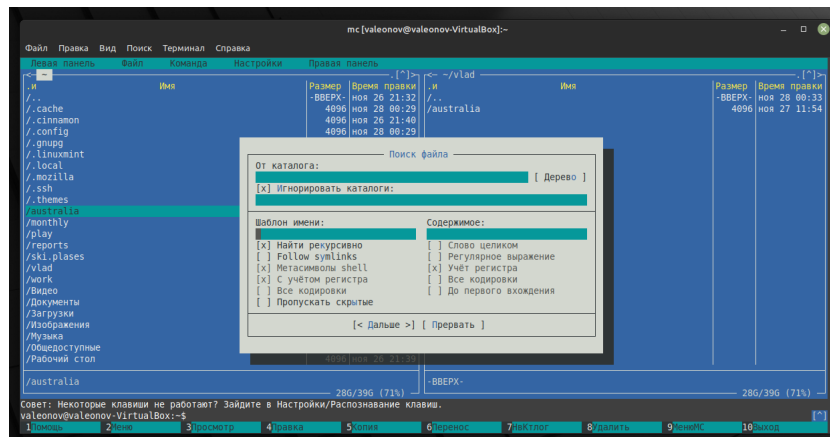 mc [valeonov@valeonov-VirtualBox]:~
Файл Правка Вид Поиск Терминал Справка
Левая панель Файл Команда Настройки Правая панель
<— ~ .[^]> <— ~/vlad .[^]>
.и Имя Размер Время правки .и Имя Размер Время правки
/.. -ВВЕРХ- ноя 26 21:32 /.. -ВВЕРХ- ноя 28 00:33
/.cache 4096 ноя 28 00:29 /australia 4096 ноя 27 11:54
/.cinnamon 4096 ноя 26 21:40
/.config 4096 ноя 28 00:29
/.gnupg
/.linuxmint
/.local
/.mozilla
/.ssh
/.themes
/australia
/monthly
/play
/reports
/ski.plases
/vlad
/work
/Видео
/Документы
/Загрузки
/Изображения
/Музыка
/Общедоступные
/Рабочий стол 4096 ноя 26 21:39
Поиск файла
От каталога:
[ Дерево ]
[x] Игнорировать каталоги:
Шаблон имени: Содержимое:
[x] Найти рекурсивно [ ] Слово целиком
[ ] Follow symlinks [ ] Регулярное выражение
[x] Метасимволы shell [x] Учёт регистра
[x] С учётом регистра [ ] Все кодировки
[ ] Все кодировки [ ] До первого вхождения
[ ] Пропускать скрытые
[< Дальше >] [ Прервать ]
/australia -ВВЕРХ-
28G/39G (71%) 28G/39G (71%)
Совет: Некоторые клавиши не работают? Зайдите в Настройки/Распознавание клавиш.
valeonov@valeonov-VirtualBox:~$ [^]
1Помощь 2Меню 3Просмотр 4Правка 5Копия 6Перенос 7НвКтлог 8Удалить 9МенюМС 10Выход